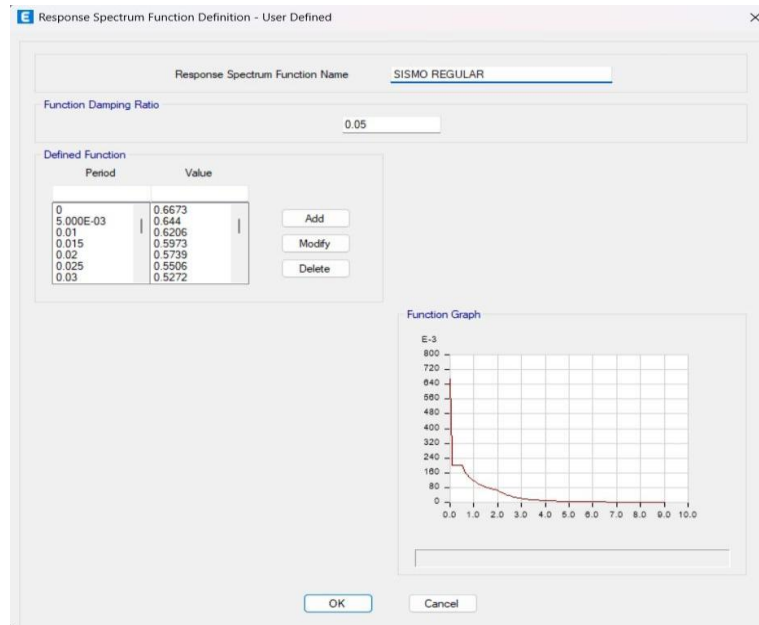 E Response Spectrum Function Definition - User Defined
Response Spectrum Function Name SISMO REGULAR
Function Damping Ratio
0.05
Defined Function
Period Value
0 0.6673
5.000E-03 0.644
0.01 0.6206
0.015 0.5973
0.02 0.5739
0.025 0.5506
0.03 0.5272
Add
Modify
Delete
Function Graph
E-3
800
720
640
560
480
400
320
240
160
80
0
0.0 1.0 2.0 3.0 4.0 5.0 6.0 7.0 8.0 9.0 10.0
OK Cancel